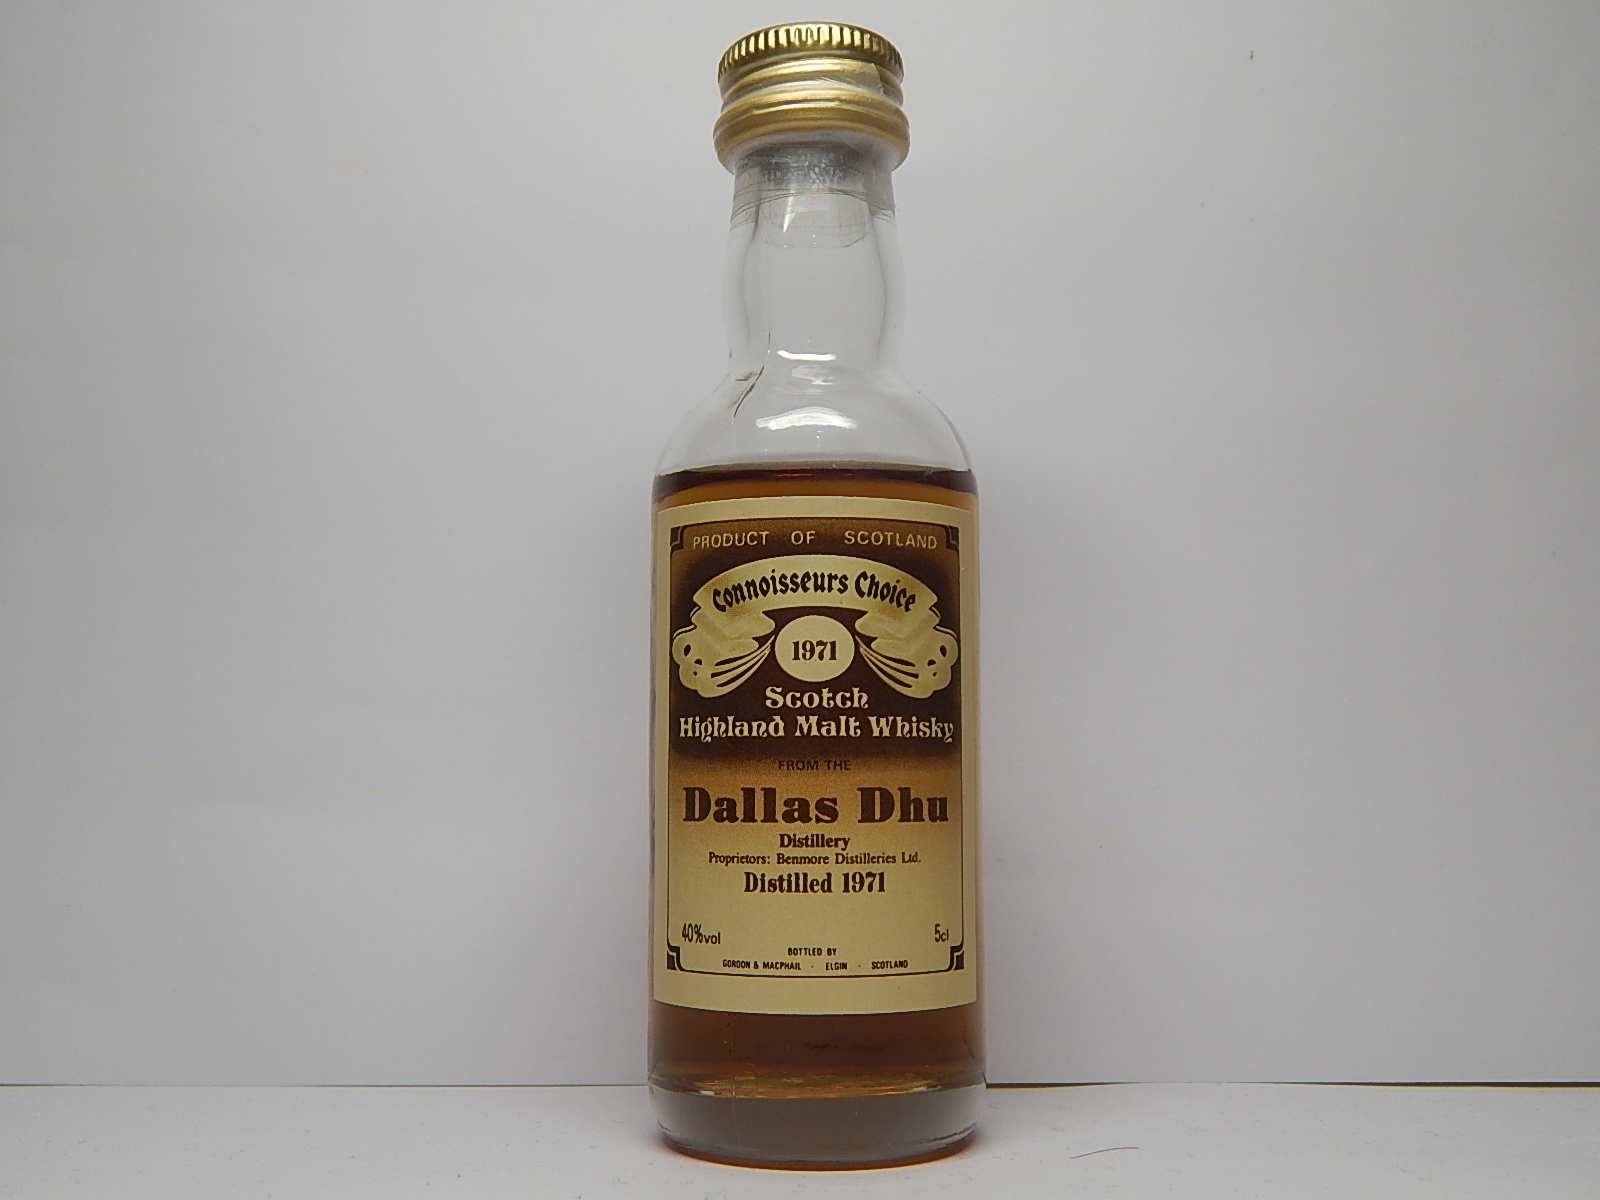 PRODUCT OF SCOTLAND
Connoisseurs Choice
1971
Scotch
Highland Malt Whisky
FROM THE
Dallas Dhu
Distillery
Proprietors: Benmore Distilleries Ltd.
Distilled 1971
40%vol 5cl
BOTTLED BY
GORDON & MACPHAIL - ELGIN - SCOTLAND